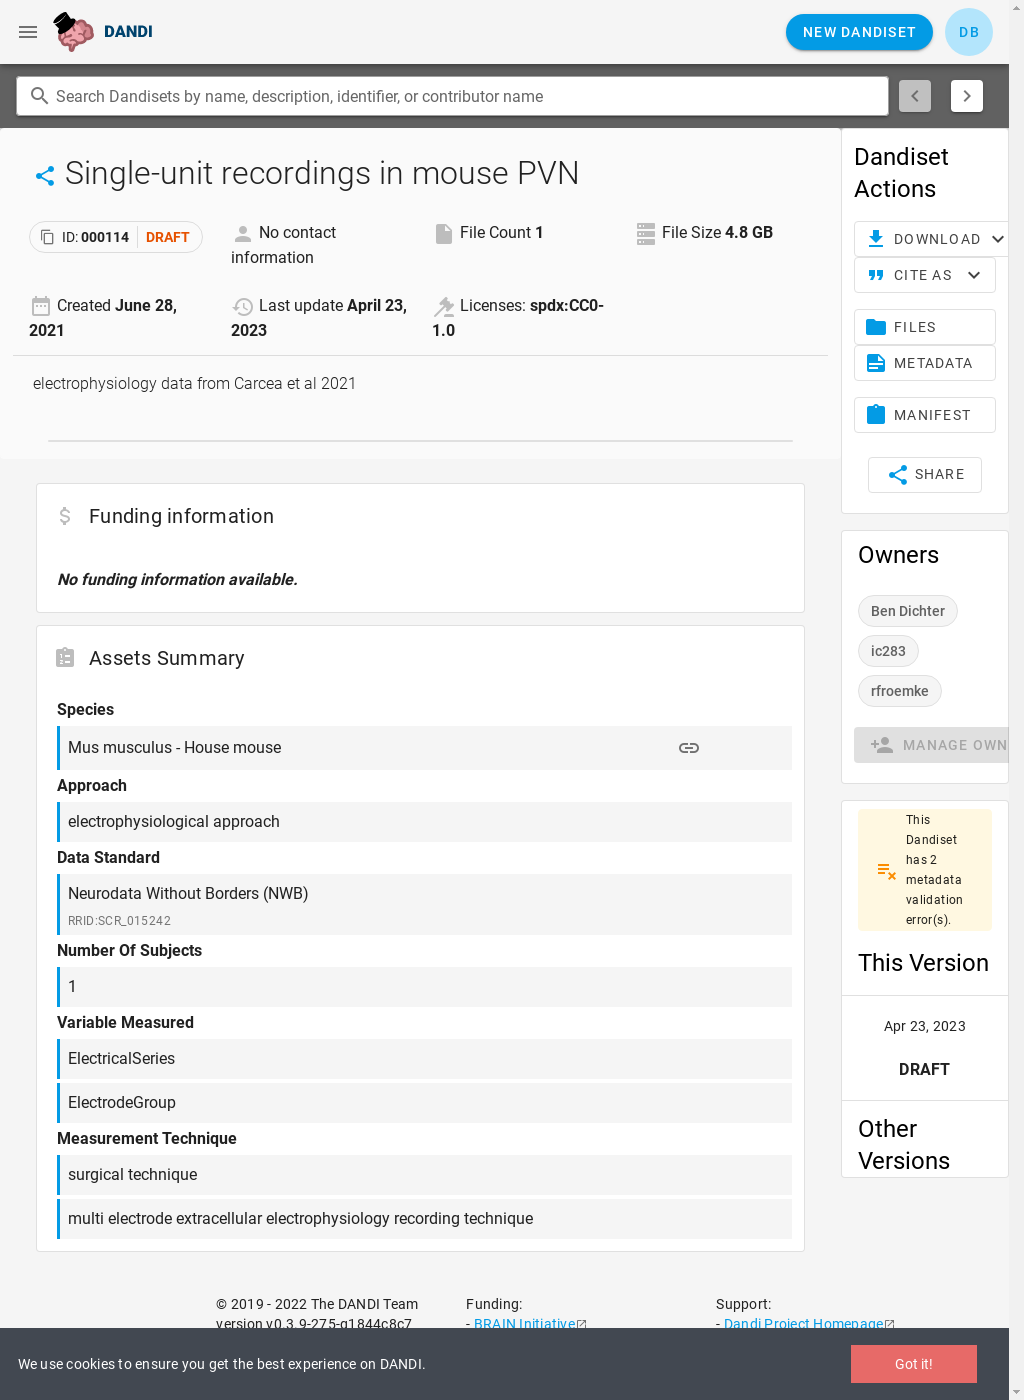 DANDI
NEW DANDISET
DB
Search Dandisets by name, description, identifier, or contributor name
Single-unit recordings in mouse PVN
ID: 000114 DRAFT
No contact
information
File Count 1
File Size 4.8 GB
Created June 28,
2021
Last update April 23,
2023
Licenses: spdx:CC0-
1.0
electrophysiology data from Carcea et al 2021
Funding information
No funding information available.
Assets Summary
Species
Mus musculus - House mouse
Approach
electrophysiological approach
Data Standard
Neurodata Without Borders (NWB)
RRID:SCR_015242
Number Of Subjects
1
Variable Measured
ElectricalSeries
ElectrodeGroup
Measurement Technique
surgical technique
multi electrode extracellular electrophysiology recording technique
Dandiset
Actions
DOWNLOAD
CITE AS
FILES
METADATA
MANIFEST
SHARE
Owners
Ben Dichter
ic283
rfroemke
MANAGE OWN
This
Dandiset
has 2
metadata
validation
error(s).
This Version
Apr 23, 2023
DRAFT
Other
Versions
© 2019 - 2022 The DANDI Team
version v0.3.9-275-g1844c8c7
Funding:
- BRAIN Initiative
Support:
- Dandi Project Homepage
We use cookies to ensure you get the best experience on DANDI.
Got it!